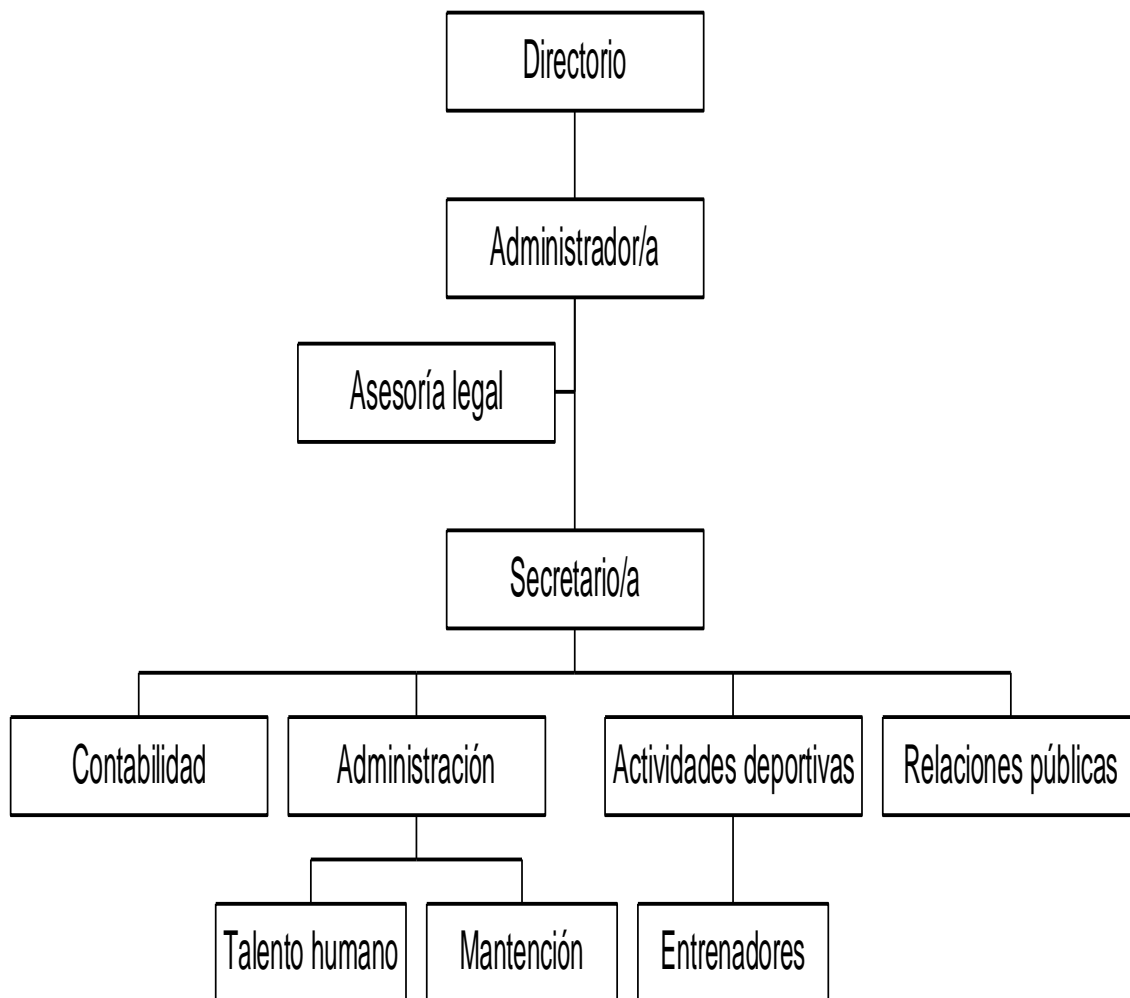 Directorio
Administrador/a
Asesoría legal
Secretario/a
Contabilidad
Administración
Actividades deportivas
Relaciones públicas
Talento humano
Mantención
Entrenadores